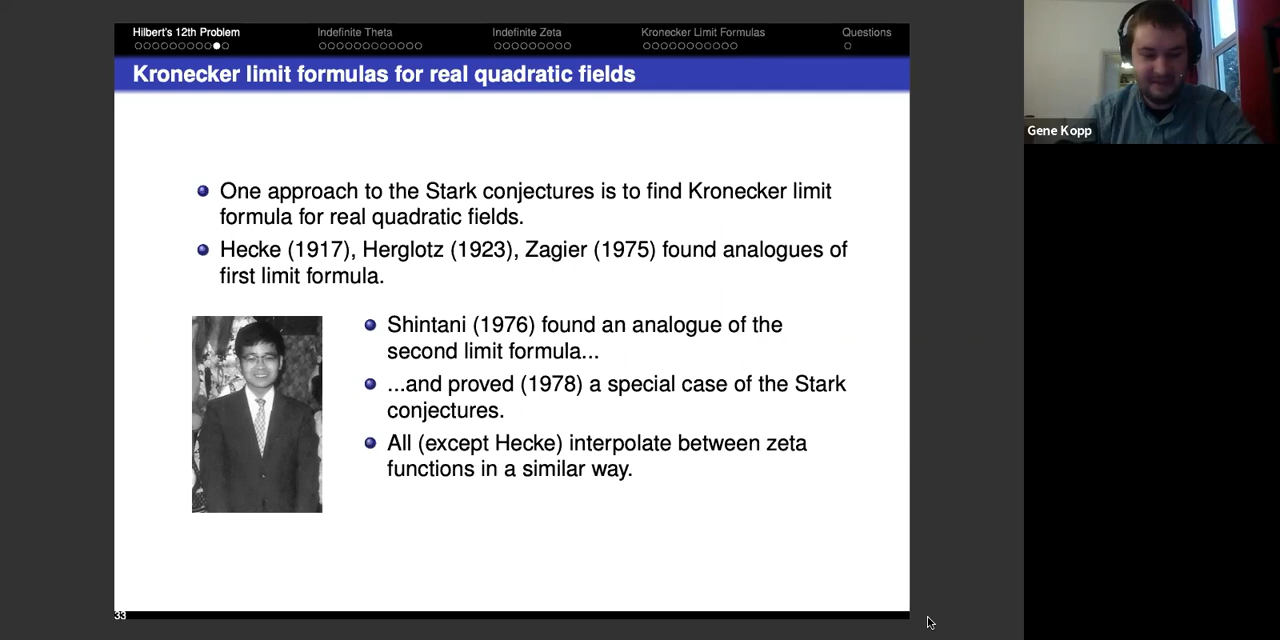 Hilbert's 12th Problem Indefinite Theta Indefinite Zeta Kronecker Limit Formulas Questions
Kronecker limit formulas for real quadratic fields
One approach to the Stark conjectures is to find Kronecker limit
formula for real quadratic fields.
Hecke (1917), Herglotz (1923), Zagier (1975) found analogues of
first limit formula.
Shintani (1976) found an analogue of the
second limit formula...
...and proved (1978) a special case of the Stark
conjectures.
All (except Hecke) interpolate between zeta
functions in a similar way.
33
Gene Kopp